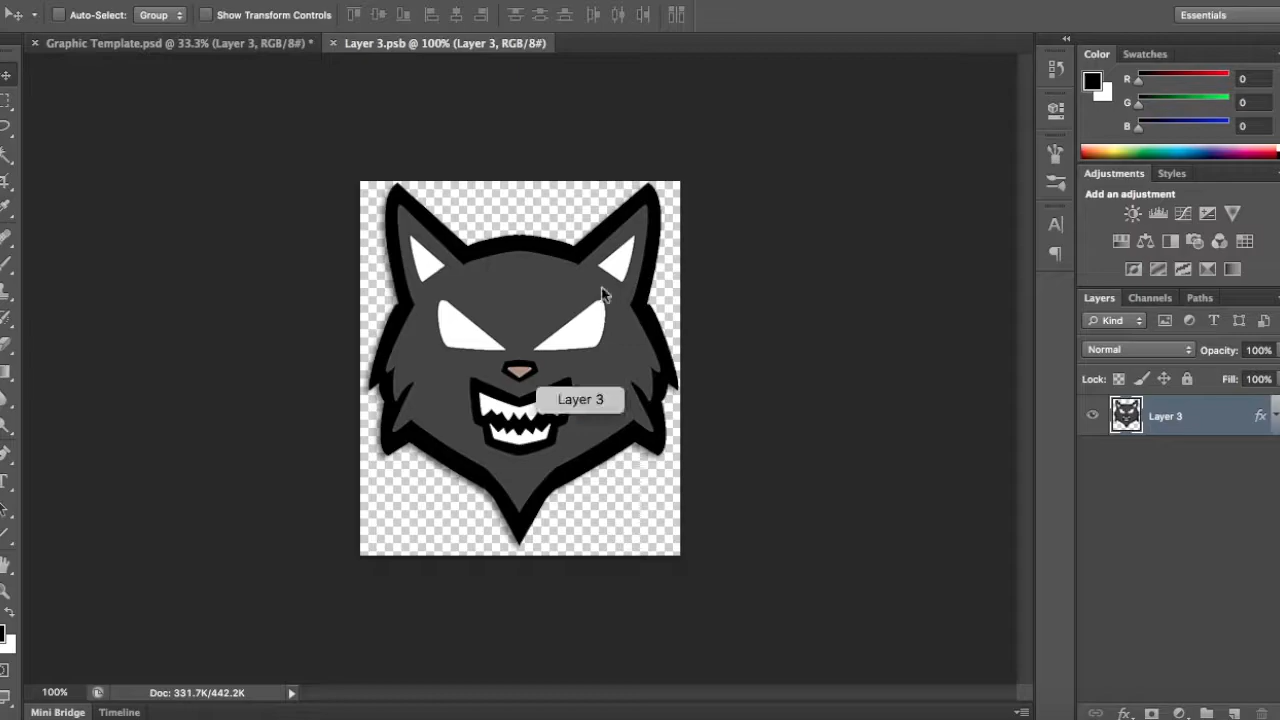 Auto-Select: Group Show Transform Controls Essentials
× Graphic Template.psd @ 33.3% (Layer 3, RGB/8#) * × Layer 3.psb @ 100% (Layer 3, RGB/8#)
Color Swatches
R 0
G 0
B 0
Adjustments Styles
Add an adjustment
Layers Channels Paths
Kind
Normal Opacity: 100%
Lock: Fill: 100%
Layer 3
Layer 3 fx
100% Doc: 331.7K/442.2K
Mini Bridge Timeline